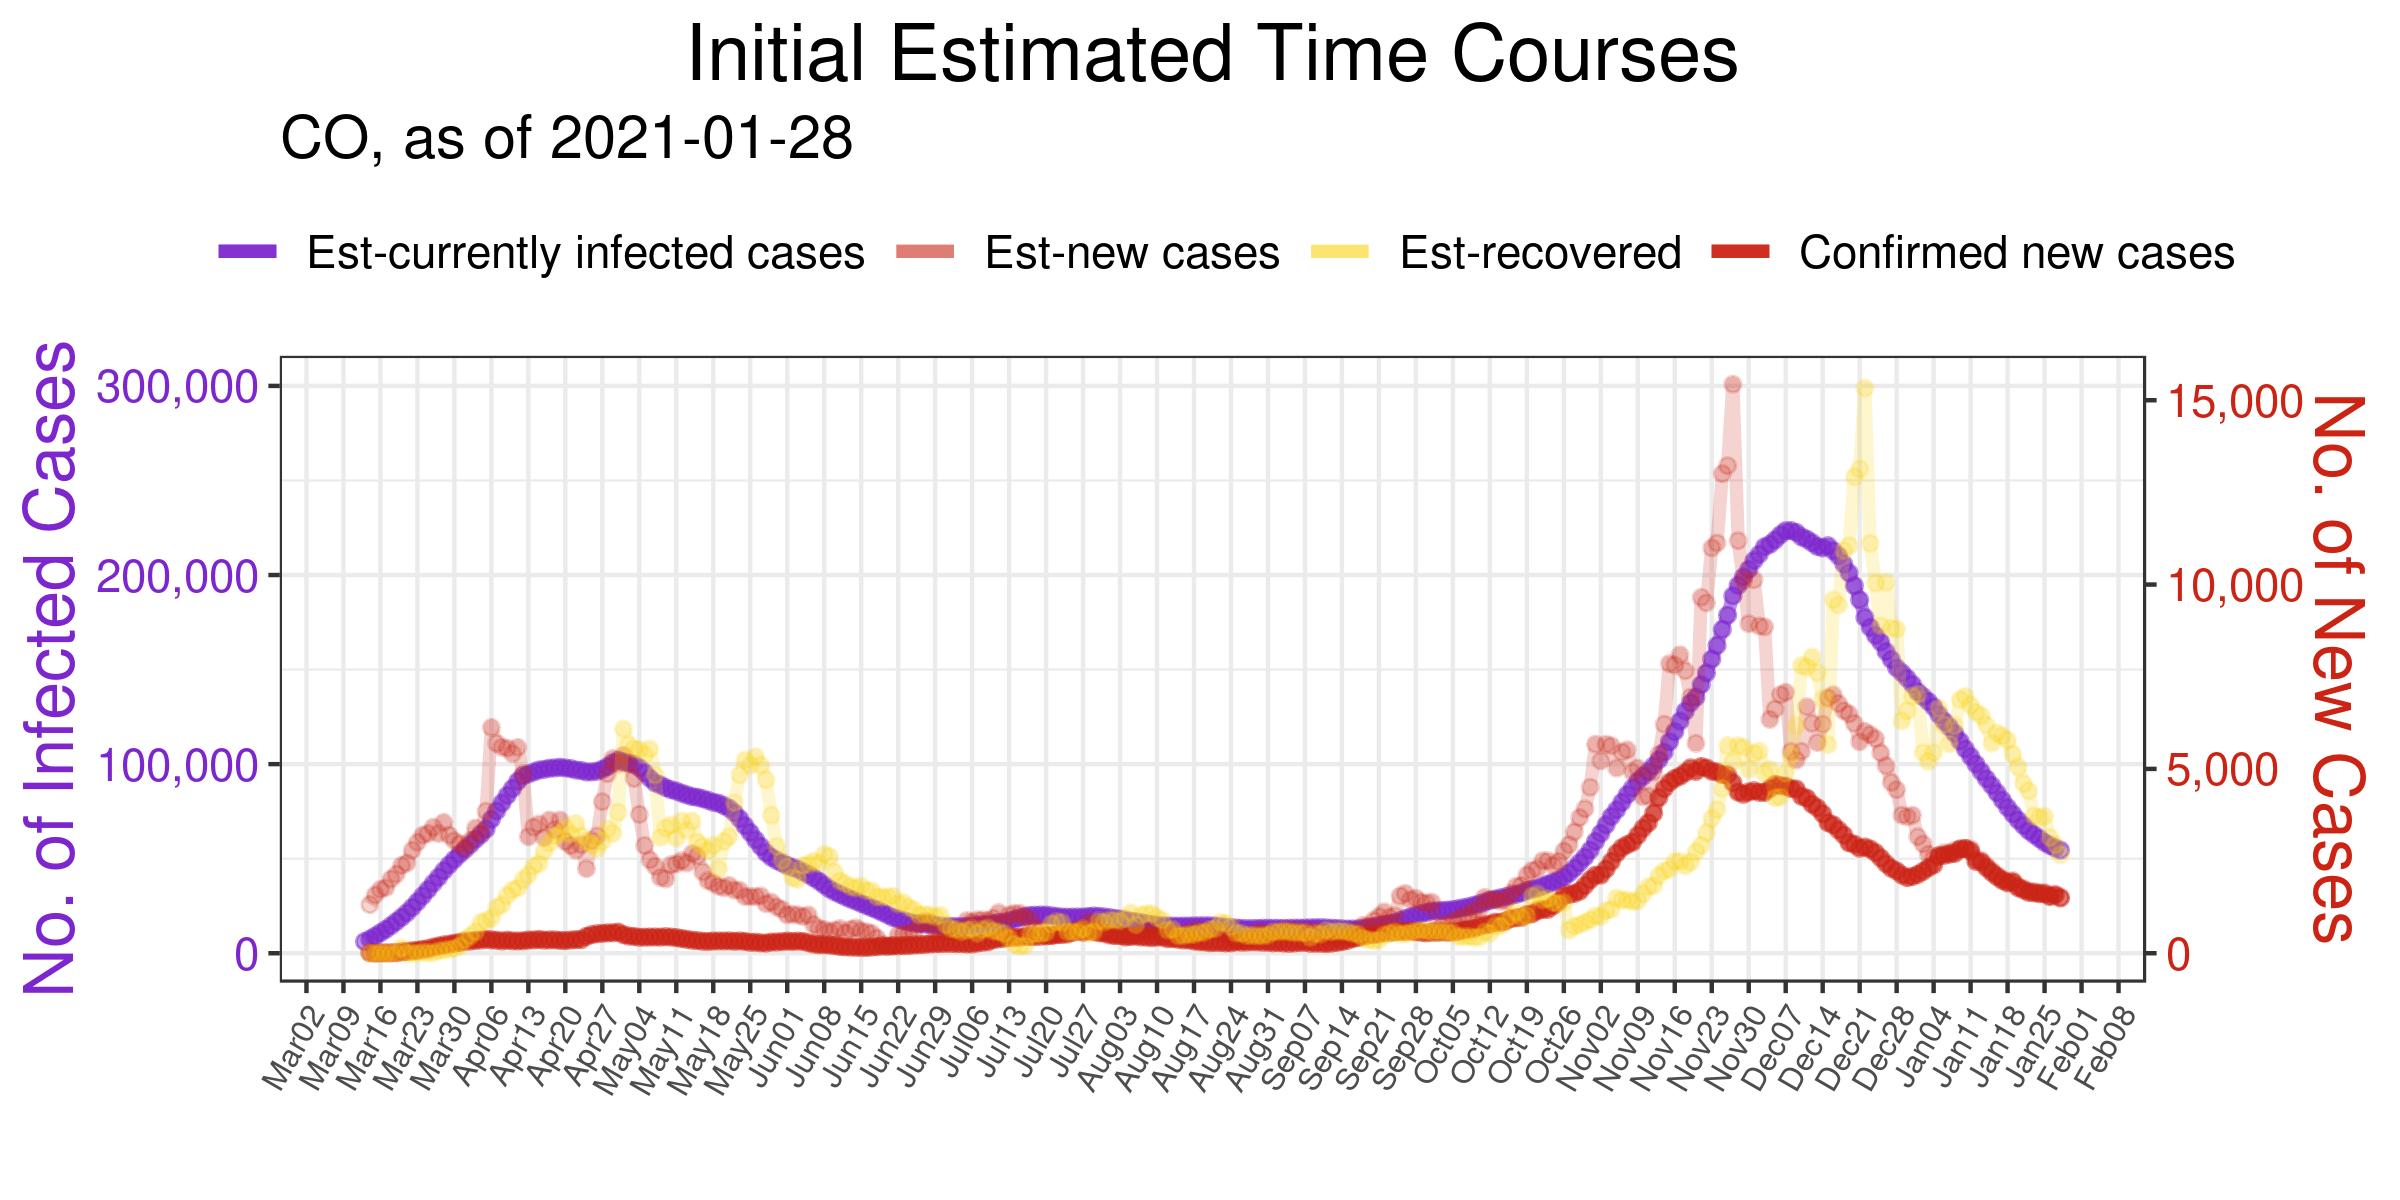 Initial Estimated Time Courses
CO, as of 2021-01-28
Est-currently infected cases
Est-new cases
Est-recovered
Confirmed new cases
No. of Infected Cases
300,000
200,000
100,000
0
15,000
10,000
5,000
0
No. of New Cases
Mar02
Mar09
Mar16
Mar23
Mar30
Apr06
Apr13
Apr20
Apr27
May04
May11
May18
May25
Jun01
Jun08
Jun15
Jun22
Jun29
Jul06
Jul13
Jul20
Jul27
Aug03
Aug10
Aug17
Aug24
Aug31
Sep07
Sep14
Sep21
Sep28
Oct05
Oct12
Oct19
Oct26
Nov02
Nov09
Nov16
Nov23
Nov30
Dec07
Dec14
Dec21
Dec28
Jan04
Jan11
Jan18
Jan25
Feb01
Feb08